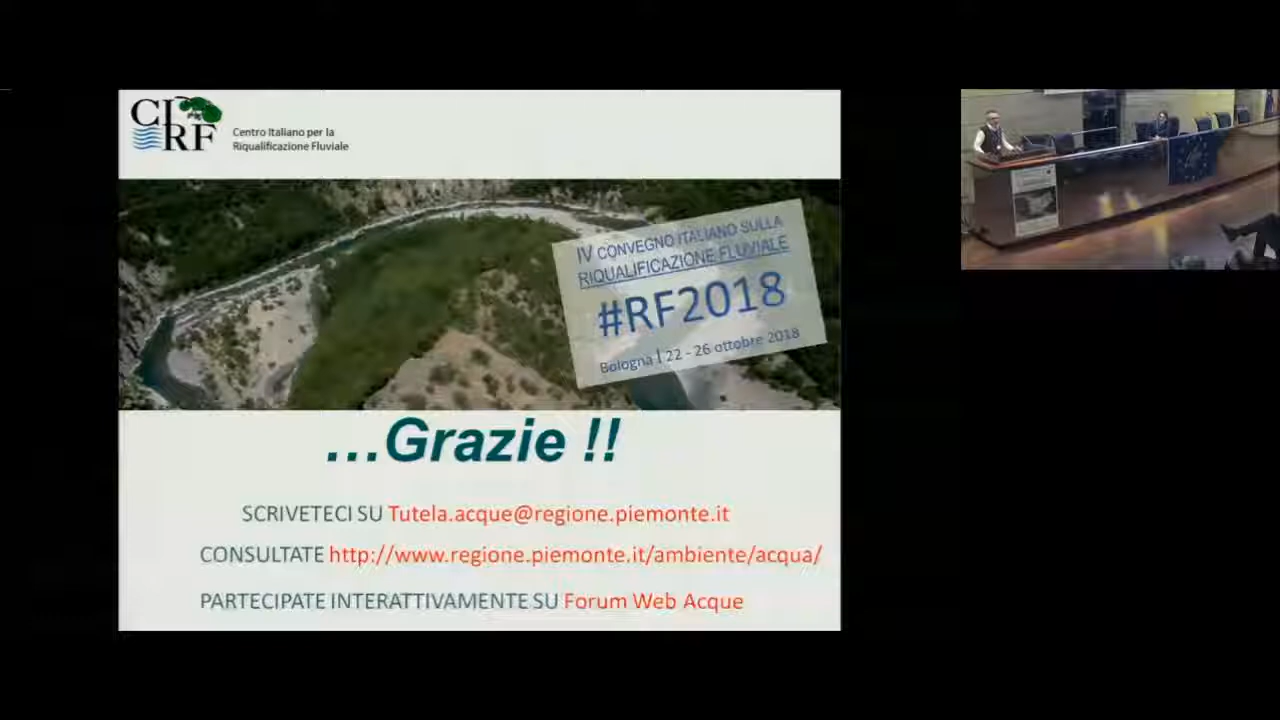 CIRF
Centro Italiano per la
Riqualificazione Fluviale
IV CONVEGNO ITALIANO SULLA
RIQUALIFICAZIONE FLUVIALE
#RF2018
Bologna | 22 - 26 ottobre 2018
...Grazie !!
SCRIVETECI SU Tutela.acque@regione.piemonte.it
CONSULTATE http://www.regione.piemonte.it/ambiente/acqua/
PARTECIPATE INTERATTIVAMENTE SU Forum Web Acque